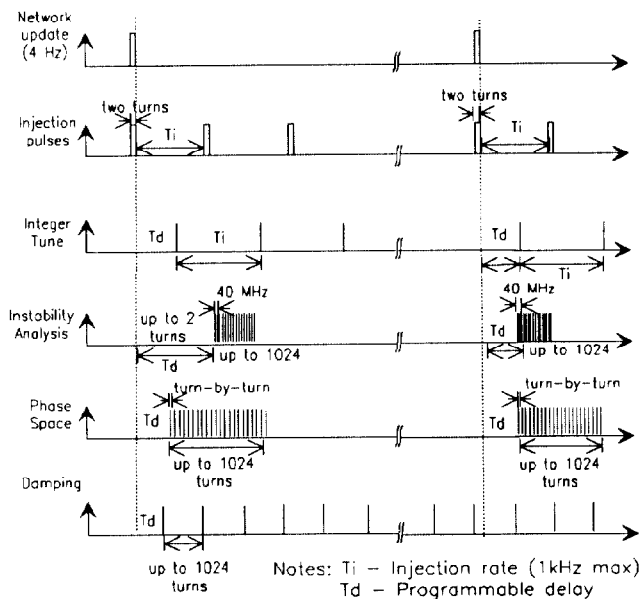 Network
update
(4 Hz)
two turns
two turns
Injection
pulses
Ti
Ti
Integer
Tune
Td
Ti
Td
Ti
40 MHz
40 MHz
Instability
Analysis
up to 2
turns
Td
up to 1024
Td
up to 1024
turn-by-turn
turn-by-turn
Phase
Space
Td
Td
up to 1024
turns
up to 1024
turns
Damping
Td
up to 1024
turns
Notes: Ti – Injection rate (1kHz max)
Td – Programmable delay